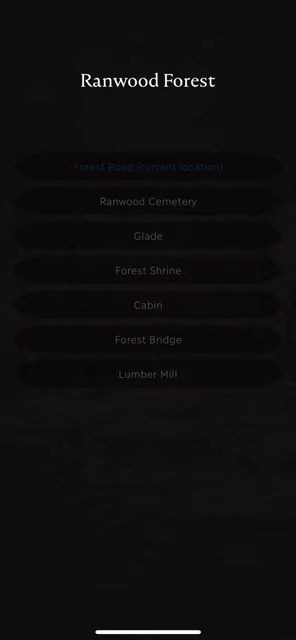 Ranwood Forest
Forest Road (current location)
Ranwood Cemetery
Glade
Forest Shrine
Cabin
Forest Bridge
Lumber Mill